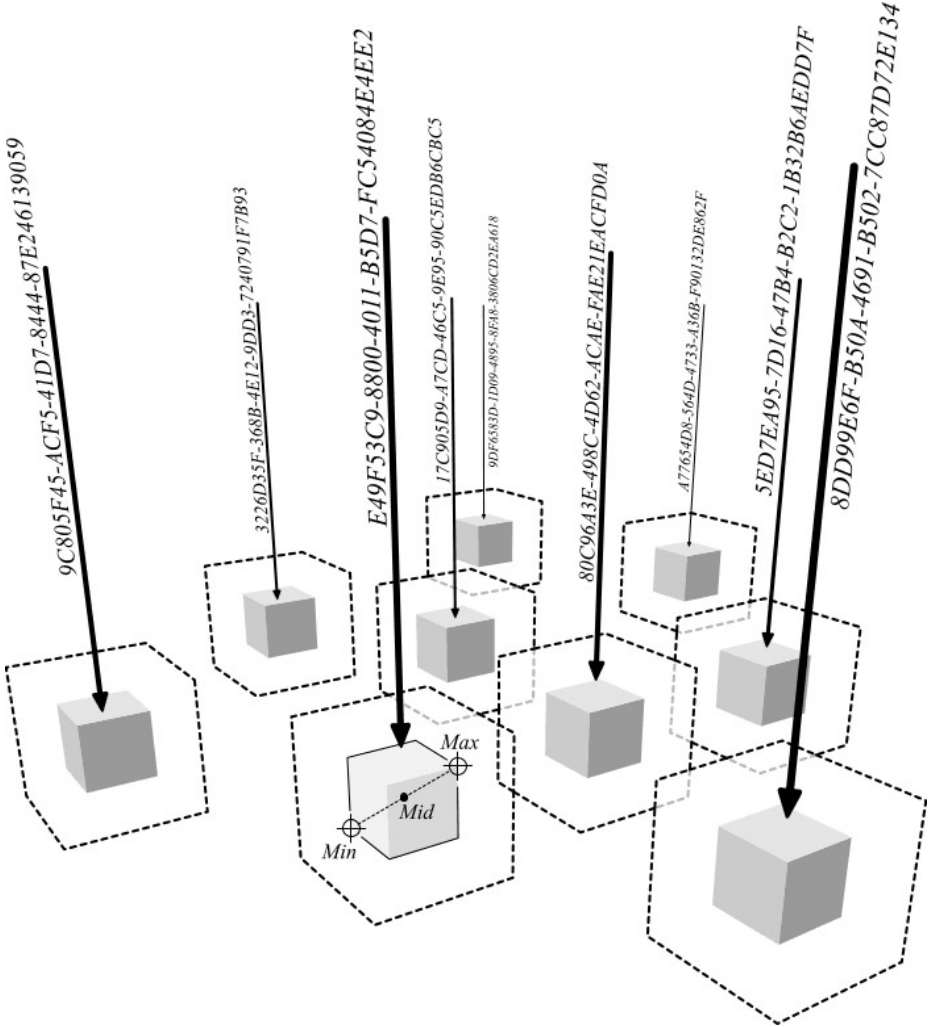 9C805F45-ACF5-41D7-8444-87E246139059
3226D35F-368B-4E12-9DD3-7240791F7B93
E49F53C9-8800-4011-B5D7-FC54084E4EE2
17C905D9-A7CD-46C5-9E95-90C5EDB6CBC5
9DF6583D-1D09-4895-8FA8-3806CD2EA618
80C96A3E-498C-4D62-ACAE-FAE21EACFD0A
A77654D8-564D-4733-A36B-F90132DE862F
5ED7EA95-7D16-47B4-B2C2-1B32B6AEDD7F
8DD99E6F-B50A-4691-B502-7CC87D72E134
Max
Mid
Min